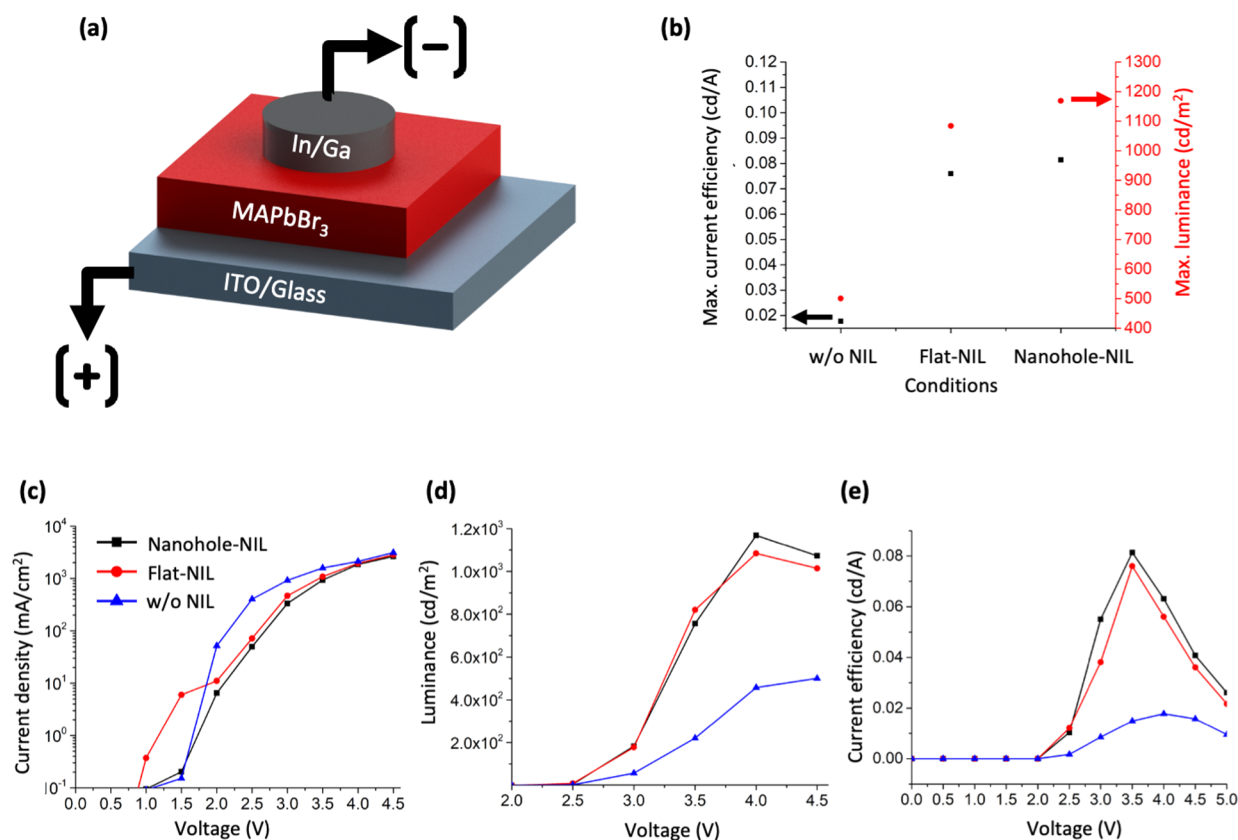 (a)
[−]
In/Ga
MAPbBr3
ITO/Glass
[+]
(b)
Max. current efficiency (cd/A)
0.12
0.11
0.10
0.09
0.08
0.07
0.06
0.05
0.04
0.03
0.02
Max. luminance (cd/m2)
1300
1200
1100
1000
900
800
700
600
500
400
w/o NIL
Flat-NIL
Nanohole-NIL
Conditions
(c)
Current density (mA/cm2)
10^4
10^3
10^2
10^1
10^0
10^-1
Nanohole-NIL
Flat-NIL
w/o NIL
0.0 0.5 1.0 1.5 2.0 2.5 3.0 3.5 4.0 4.5
Voltage (V)
(d)
Luminance (cd/m2)
1.2x10^3
1.0x10^3
8.0x10^2
6.0x10^2
4.0x10^2
2.0x10^2
2.0 2.5 3.0 3.5 4.0 4.5
Voltage (V)
(e)
Current efficiency (cd/A)
0.08
0.06
0.04
0.02
0.00
0.0 0.5 1.0 1.5 2.0 2.5 3.0 3.5 4.0 4.5 5.0
Voltage (V)